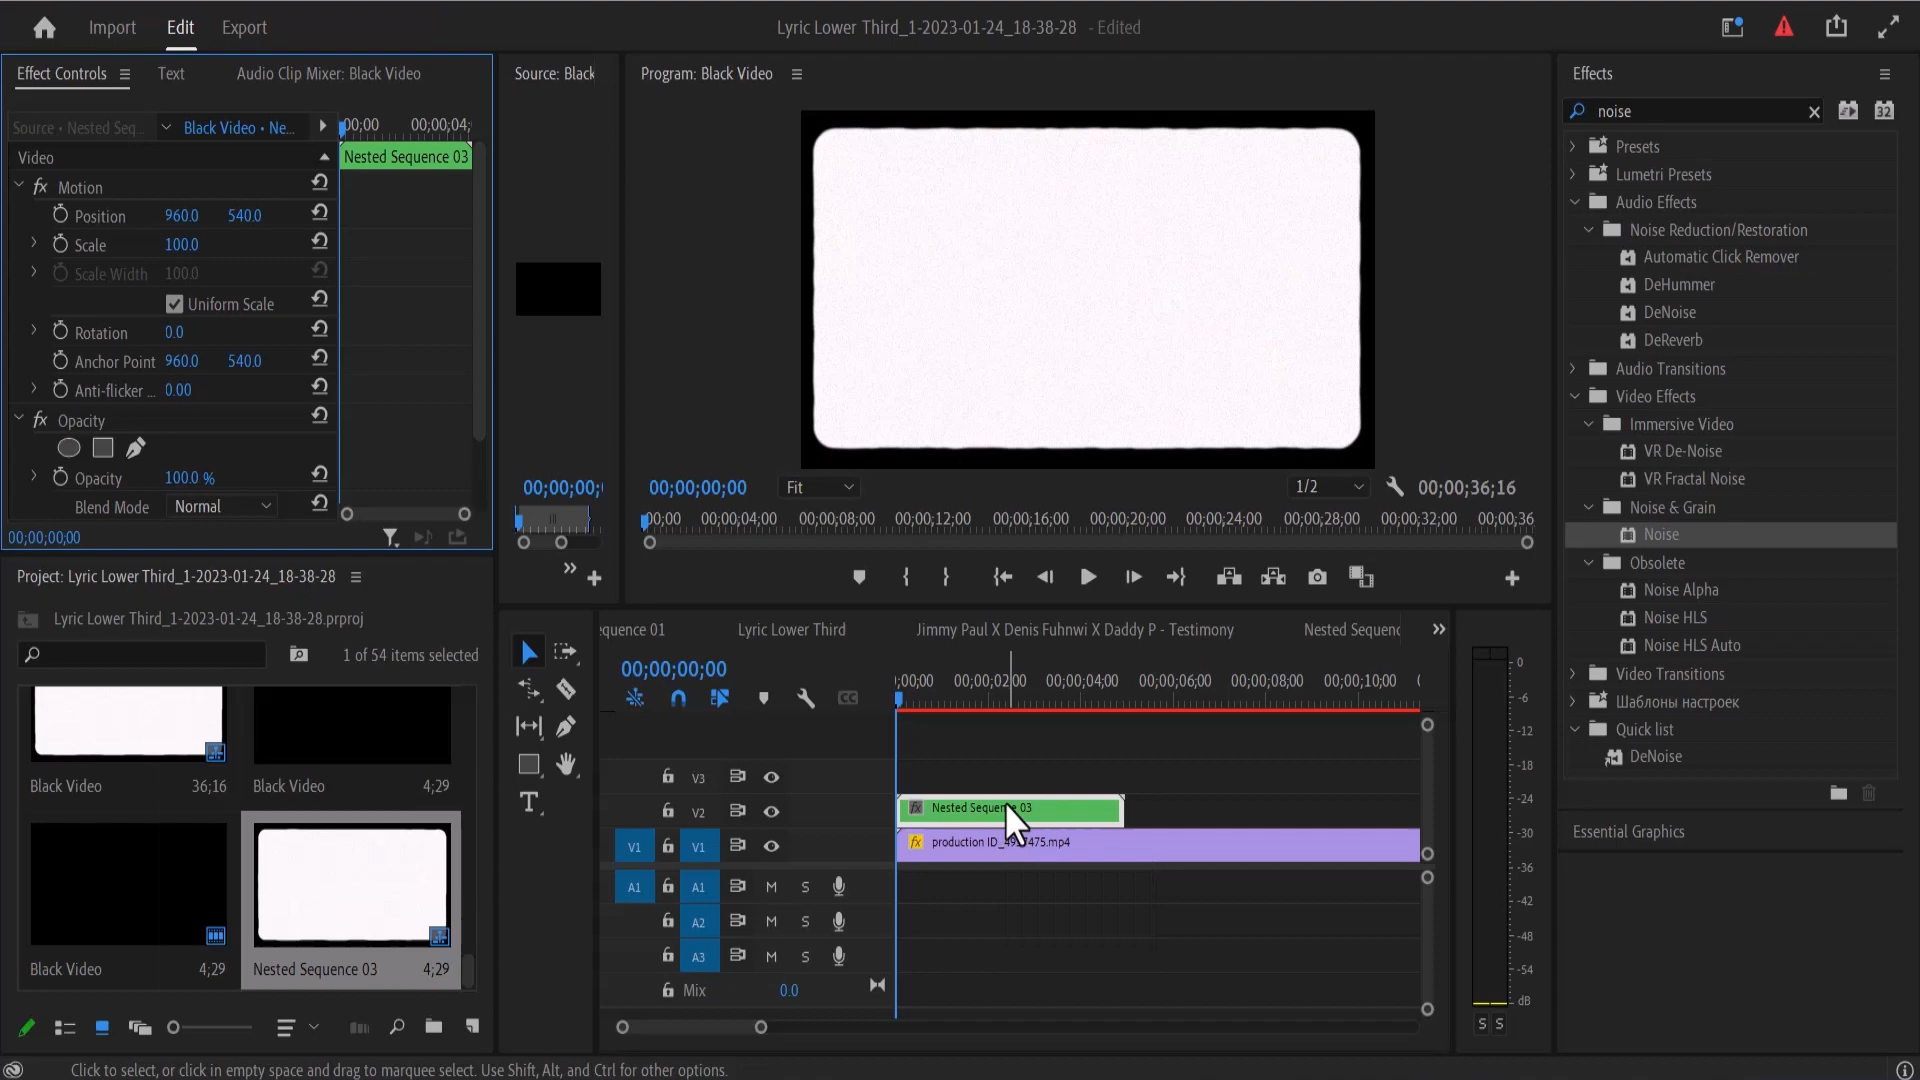 Import
Edit
Export
Lyric Lower Third_1-2023-01-24_18-38-28 - Edited
Effect Controls
Text
Audio Clip Mixer: Black Video
Source: Black
Program: Black Video
Effects
Source • Nested Seq...
Black Video • Ne...
00;00
00;00;04;
noise
Video
Nested Sequence 03
Presets
fx Motion
Lumetri Presets
Position 960.0 540.0
Audio Effects
Scale 100.0
Noise Reduction/Restoration
Scale Width 100.0
Automatic Click Remover
Uniform Scale
DeHummer
Rotation 0.0
DeNoise
Anchor Point 960.0 540.0
DeReverb
Anti-flicker ... 0.00
Audio Transitions
fx Opacity
Video Effects
Immersive Video
VR De-Noise
Opacity 100.0 %
VR Fractal Noise
Blend Mode Normal
Noise & Grain
00;00;00;00
Noise
00;00;00;
00;00;00;00
Fit
1/2
00;00;36;16
;00;00 00;00;04;00 00;00;08;00 00;00;12;00 00;00;16;00 00;00;20;00 00;00;24;00 00;00;28;00 00;00;32;00 00;00;36
Obsolete
Noise Alpha
Noise HLS
Noise HLS Auto
Video Transitions
Шаблоны настроек
Quick list
DeNoise
Essential Graphics
Project: Lyric Lower Third_1-2023-01-24_18-38-28
Lyric Lower Third_1-2023-01-24_18-38-28.prproj
1 of 54 items selected
Black Video 36;16
Black Video 4;29
Black Video 4;29
Nested Sequence 03 4;29
equence 01
Lyric Lower Third
Jimmy Paul X Denis Fuhnwi X Daddy P - Testimony
Nested Sequenc
00;00;00;00
;00;00 00;00;02;00 00;00;04;00 00;00;06;00 00;00;08;00 00;00;10;00
CC
V3
V2
fx Nested Sequence 03
V1 V1
fx production ID_49
475.mp4
A1 A1 M S
A2 M S
A3 M S
Mix 0.0
T
0
-6
-12
-18
-24
-30
-36
-42
-48
-54
dB
S S
32
Click to select, or click in empty space and drag to marquee select. Use Shift, Alt, and Ctrl for other options.